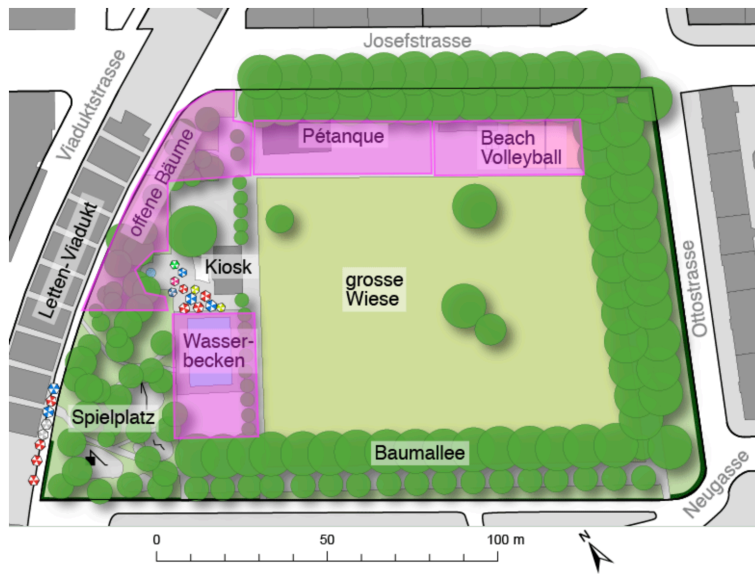 Josefstrasse
Viaduktstrasse
offene Bäume
Pétanque
Beach
Volleyball
Letten-Viadukt
Kiosk
grosse
Wiese
Ottostrasse
Wasser-
becken
Spielplatz
Baumallee
Neugasse
0
50
100 m
N